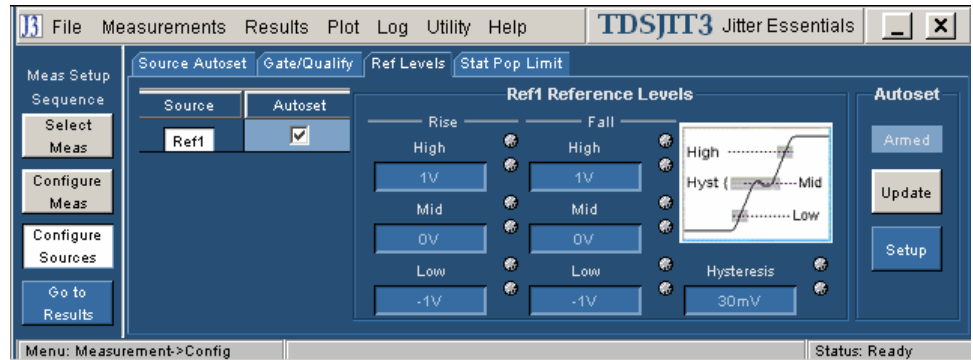 J3 File Measurements Results Plot Log Utility Help TDSJIT3 Jitter Essentials
Meas Setup
Sequence
Select
Meas
Configure
Meas
Configure
Sources
Go to
Results
Source Autoset Gate/Qualify Ref Levels Stat Pop Limit
Source Autoset
Ref1
Ref1 Reference Levels
Rise Fall
High High
1V 1V
Mid Mid
0V 0V
Low Low
-1V -1V
High
Hyst ( Mid
Low
Hysteresis
30mV
Autoset
Armed
Update
Setup
Menu: Measurement->Config Status: Ready